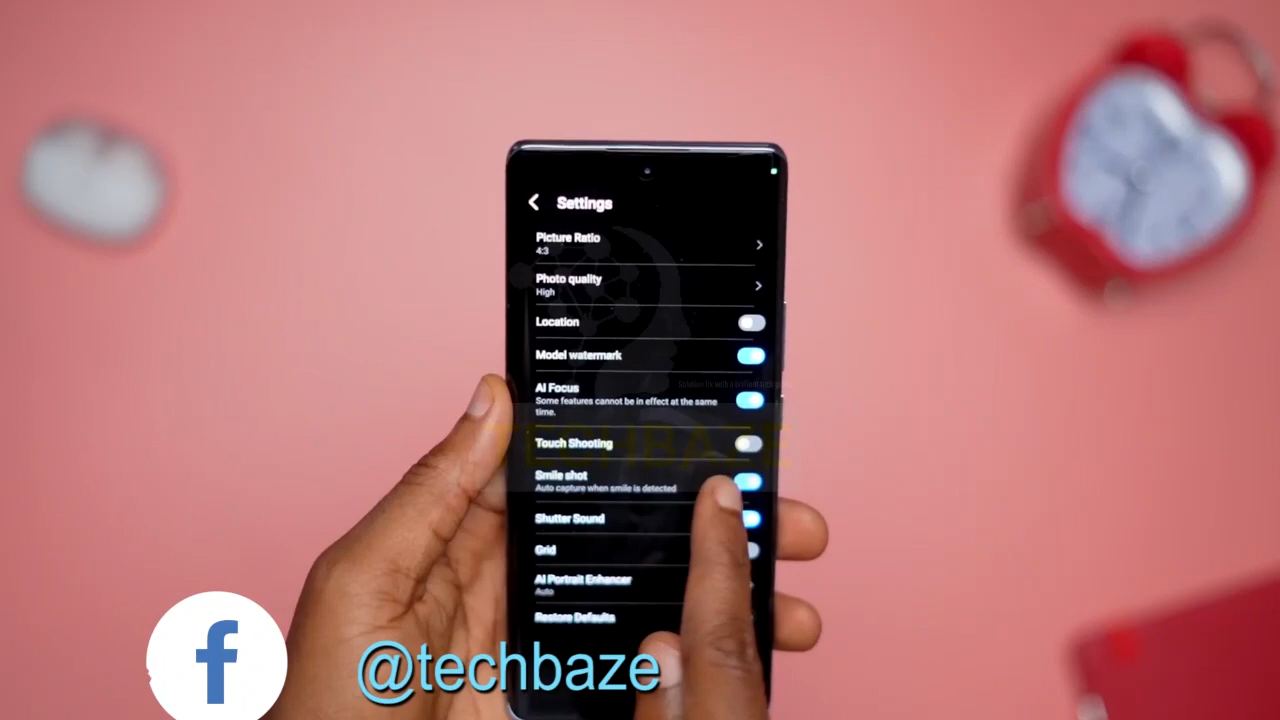 Settings
Picture Ratio
4:3
Photo quality
High
Location
Model watermark
AI Focus
Some features cannot be in effect at the same
time.
Touch Shooting
TECHBAZE
Smile shot
Auto capture when smile is detected
Shutter Sound
Grid
AI Portrait Enhancer
Auto
Restore Defaults
f
@techbaze